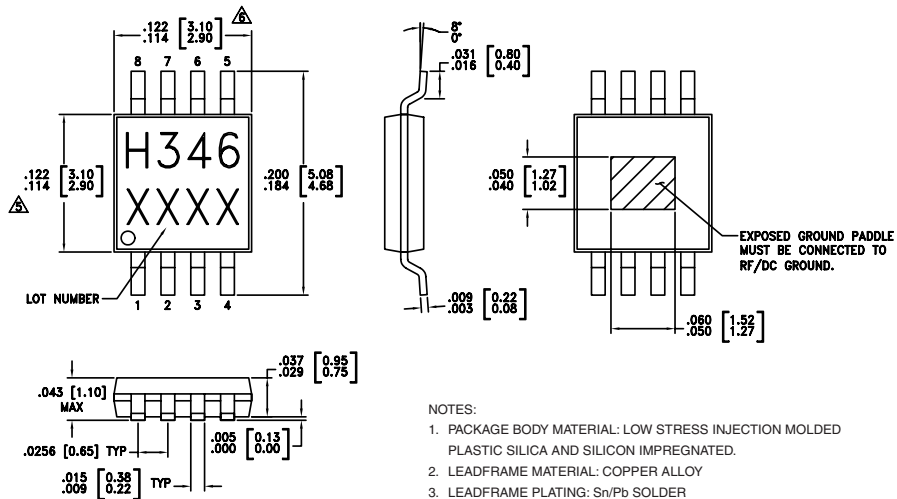 .122 [3.10]
.114 [2.90]
6
8 7 6 5
H346
XXXX
.122 [3.10]
.114 [2.90]
5
.200 [5.08]
.184 [4.68]
LOT NUMBER
1 2 3 4
8°
0°
.031 [0.80]
.016 [0.40]
.009 [0.22]
.003 [0.08]
.050 [1.27]
.040 [1.02]
EXPOSED GROUND PADDLE
MUST BE CONNECTED TO
RF/DC GROUND.
.060 [1.52]
.050 [1.27]
.043 [1.10]
MAX
.037 [0.95]
.029 [0.75]
.0256 [0.65] TYP
.005 [0.13]
.000 [0.00]
.015 [0.38] TYP
.009 [0.22]
NOTES:
1. PACKAGE BODY MATERIAL: LOW STRESS INJECTION MOLDED
PLASTIC SILICA AND SILICON IMPREGNATED.
2. LEADFRAME MATERIAL: COPPER ALLOY
3. LEADFRAME PLATING: Sn/Pb SOLDER